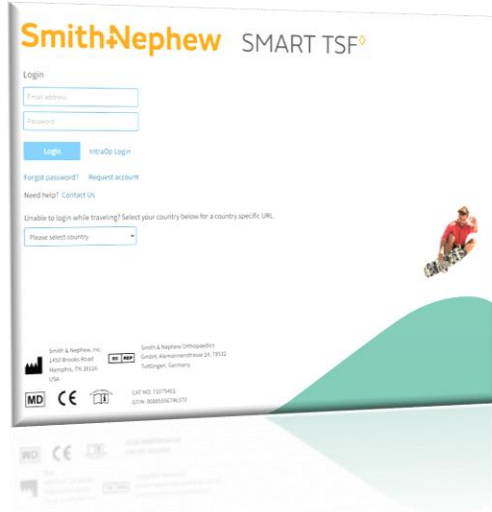 Smith+Nephew SMART TSF◊
Login
Email address
Password
Login IntraOp Login
Forgot password? Request account
Need help? Contact Us
Unable to login while traveling? Select your country below for a country specific URL.
Please select country
Smith & Nephew, Inc.
1450 Brooks Road
Memphis, TN 38116
USA
EC REP
Smith & Nephew Orthopaedics
GmbH, Alemannenstrasse 14, 78532
Tuttlingen, Germany
MD CE
CAT NO: 71075401